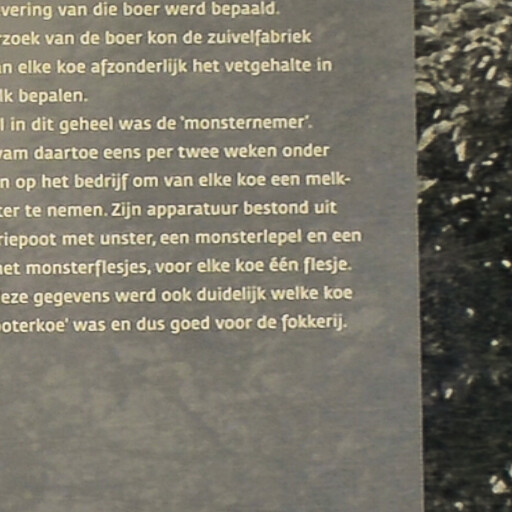 vering van die boer werd bepaald.
zoek van de boer kon de zuivelfabriek
n elke koe afzonderlijk het vetgehalte in
lk bepalen.
l in dit geheel was de 'monsternemer'.
vam daartoe eens per twee weken onder
n op het bedrijf om van elke koe een melk-
ter te nemen. Zijn apparatuur bestond uit
riepoot met unster, een monsterlepel en een
net monsterflesjes, voor elke koe één flesje.
eze gegevens werd ook duidelijk welke koe
oterkoe' was en dus goed voor de fokkerij.